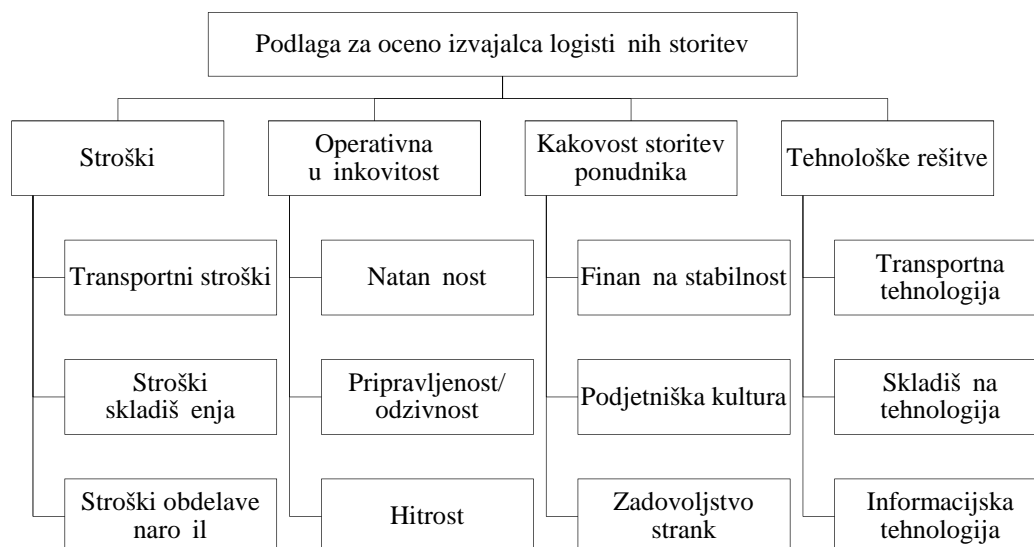 Podlaga za oceno izvajalca logisti nih storitev
Stroški
Operativna
u inkovitost
Kakovost storitev
ponudnika
Tehnološke rešitve
Transportni stroški
Natan nost
Finan na stabilnost
Transportna
tehnologija
Stroški
skladiš enja
Pripravljenost/
odzivnost
Podjetniška kultura
Skladiš na
tehnologija
Stroški obdelave
naro il
Hitrost
Zadovoljstvo
strank
Informacijska
tehnologija